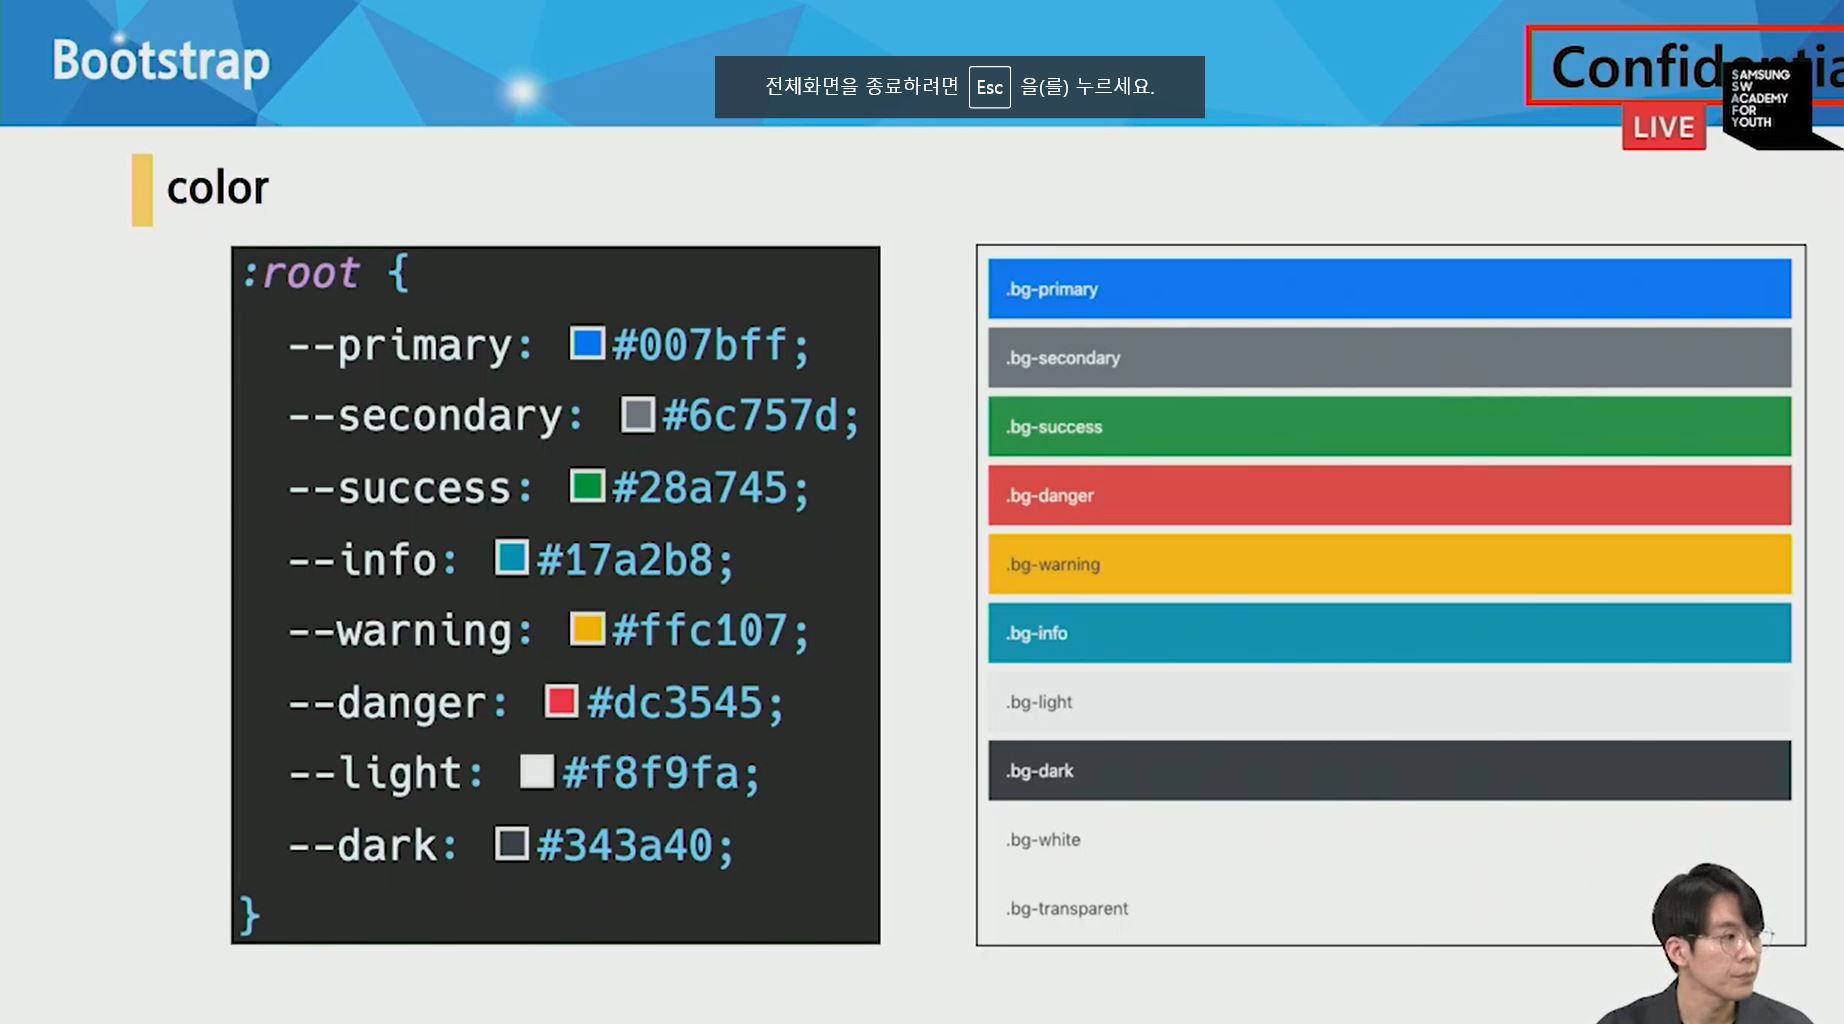 Bootstrap
전체화면을 종료하려면 Esc 을(를) 누르세요.
SAMSUNG
SW
ACADEMY
FOR
YOUTH
LIVE
color
:root {
--primary: #007bff;
--secondary: #6c757d;
--success: #28a745;
--info: #17a2b8;
--warning: #ffc107;
--danger: #dc3545;
--light: #f8f9fa;
--dark: #343a40;
}
.bg-primary
.bg-secondary
.bg-success
.bg-danger
.bg-warning
.bg-info
.bg-light
.bg-dark
.bg-white
.bg-transparent